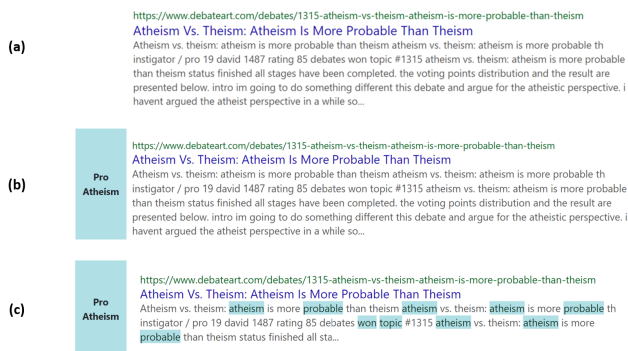 (a)
https://www.debateart.com/debates/1315-atheism-vs-theism-atheism-is-more-probable-than-theism
Atheism Vs. Theism: Atheism Is More Probable Than Theism
Atheism vs. theism: atheism is more probable than theism atheism vs. theism: atheism is more probable th
instigator / pro 19 david 1487 rating 85 debates won topic #1315 atheism vs. theism: atheism is more probable
than theism status finished all stages have been completed. the voting points distribution and the result are
presented below. intro im going to do something different this debate and argue for the atheistic perspective. i
havent argued the atheist perspective in a while so...
(b)
Pro
Atheism
https://www.debateart.com/debates/1315-atheism-vs-theism-atheism-is-more-probable-than-theism
Atheism Vs. Theism: Atheism Is More Probable Than Theism
Atheism vs. theism: atheism is more probable than theism atheism vs. theism: atheism is more probable th
instigator / pro 19 david 1487 rating 85 debates won topic #1315 atheism vs. theism: atheism is more probable
than theism status finished all stages have been completed. the voting points distribution and the result are
presented below. intro im going to do something different this debate and argue for the atheistic perspective. i
havent argued the atheist perspective in a while so...
(c)
Pro
Atheism
https://www.debateart.com/debates/1315-atheism-vs-theism-atheism-is-more-probable-than-theism
Atheism Vs. Theism: Atheism Is More Probable Than Theism
Atheism vs. theism: atheism is more probable than theism atheism vs. theism: atheism is more probable th
instigator / pro 19 david 1487 rating 85 debates won topic #1315 atheism vs. theism: atheism is more
probable than theism status finished all sta...